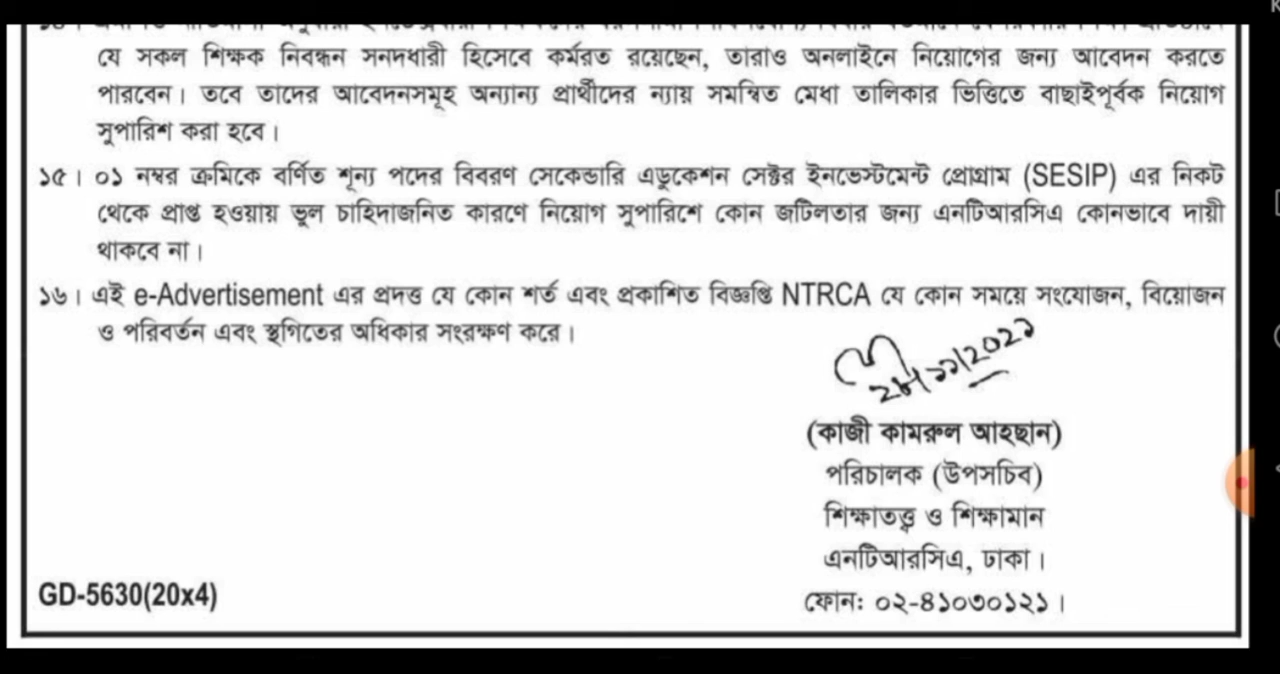 যে সকল শিক্ষক নিবন্ধন সনদধারী হিসেবে কর্মরত রয়েছেন, তারাও অনলাইনে নিয়োগের জন্য আবেদন করতে
পারবেন। তবে তাদের আবেদনসমূহ অন্যান্য প্রার্থীদের ন্যায় সমন্বিত মেধা তালিকার ভিত্তিতে বাছাইপূর্বক নিয়োগ
সুপারিশ করা হবে।
১৫। ০১ নম্বর ক্রমিকে বর্ণিত শূন্য পদের বিবরণ সেকেন্ডারি এডুকেশন সেক্টর ইনভেস্টমেন্ট প্রোগ্রাম (SESIP) এর নিকট
থেকে প্রাপ্ত হওয়ায় ভুল চাহিদাজনিত কারণে নিয়োগ সুপারিশে কোন জটিলতার জন্য এনটিআরসিএ কোনভাবে দায়ী
থাকবে না।
১৬। এই e-Advertisement এর প্রদত্ত যে কোন শর্ত এবং প্রকাশিত বিজ্ঞপ্তি NTRCA যে কোন সময়ে সংযোজন, বিয়োজন
ও পরিবর্তন এবং স্থগিতের অধিকার সংরক্ষণ করে।
(কাজী কামরুল আহছান)
পরিচালক (উপসচিব)
শিক্ষাতত্ত্ব ও শিক্ষামান
এনটিআরসিএ, ঢাকা।
ফোন: ০২-৪১০৩০১২১।
GD-5630(20x4)